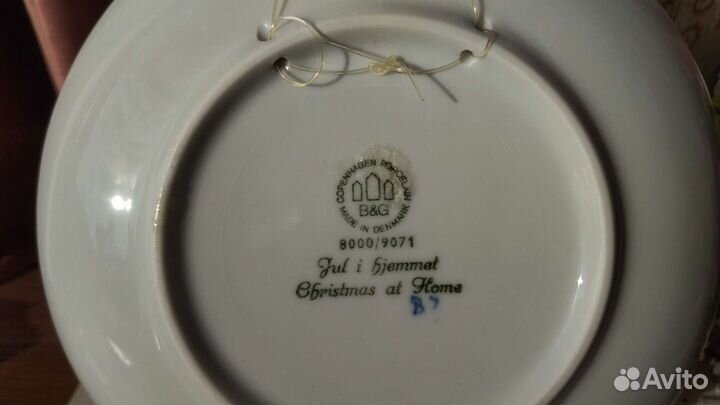 COPENHAGEN PORCELAIN
B&G
MADE IN DENMARK
8000/9071
Jul i hjemmet
Christmas at Home
B
Avito